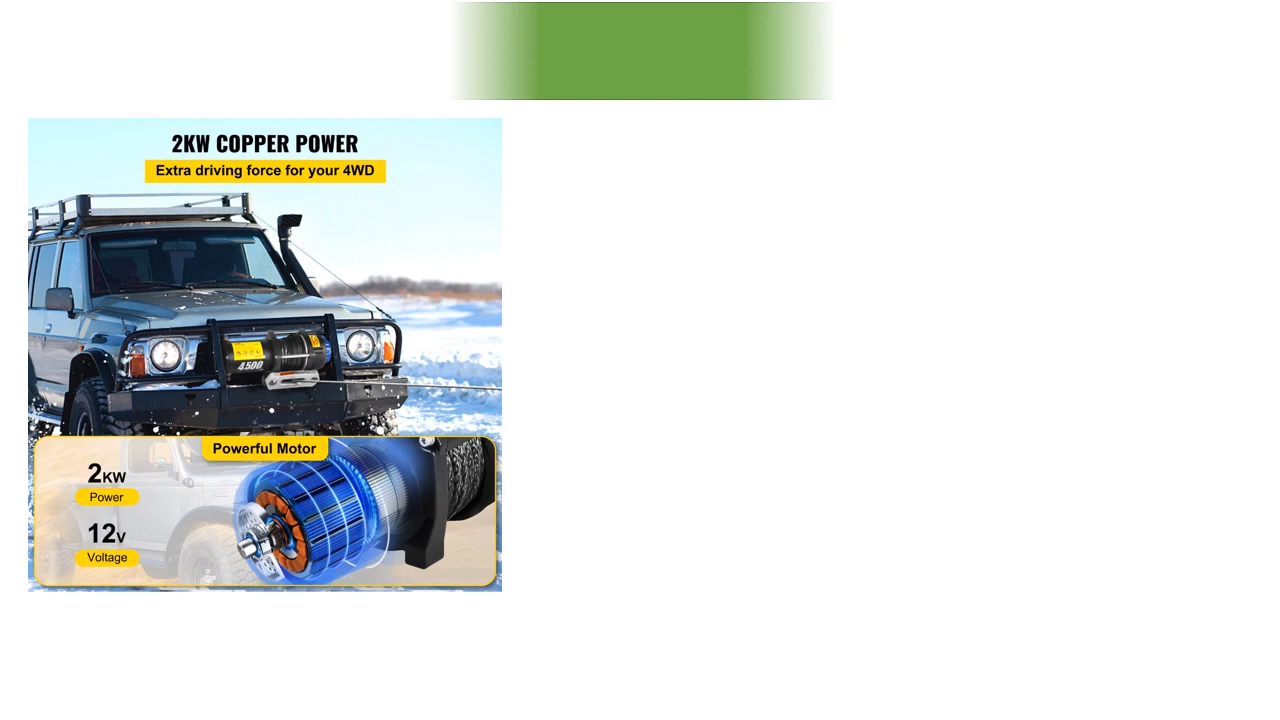 2KW COPPER POWER
Extra driving force for your 4WD
4500
Powerful Motor
2KW
Power
12V
Voltage